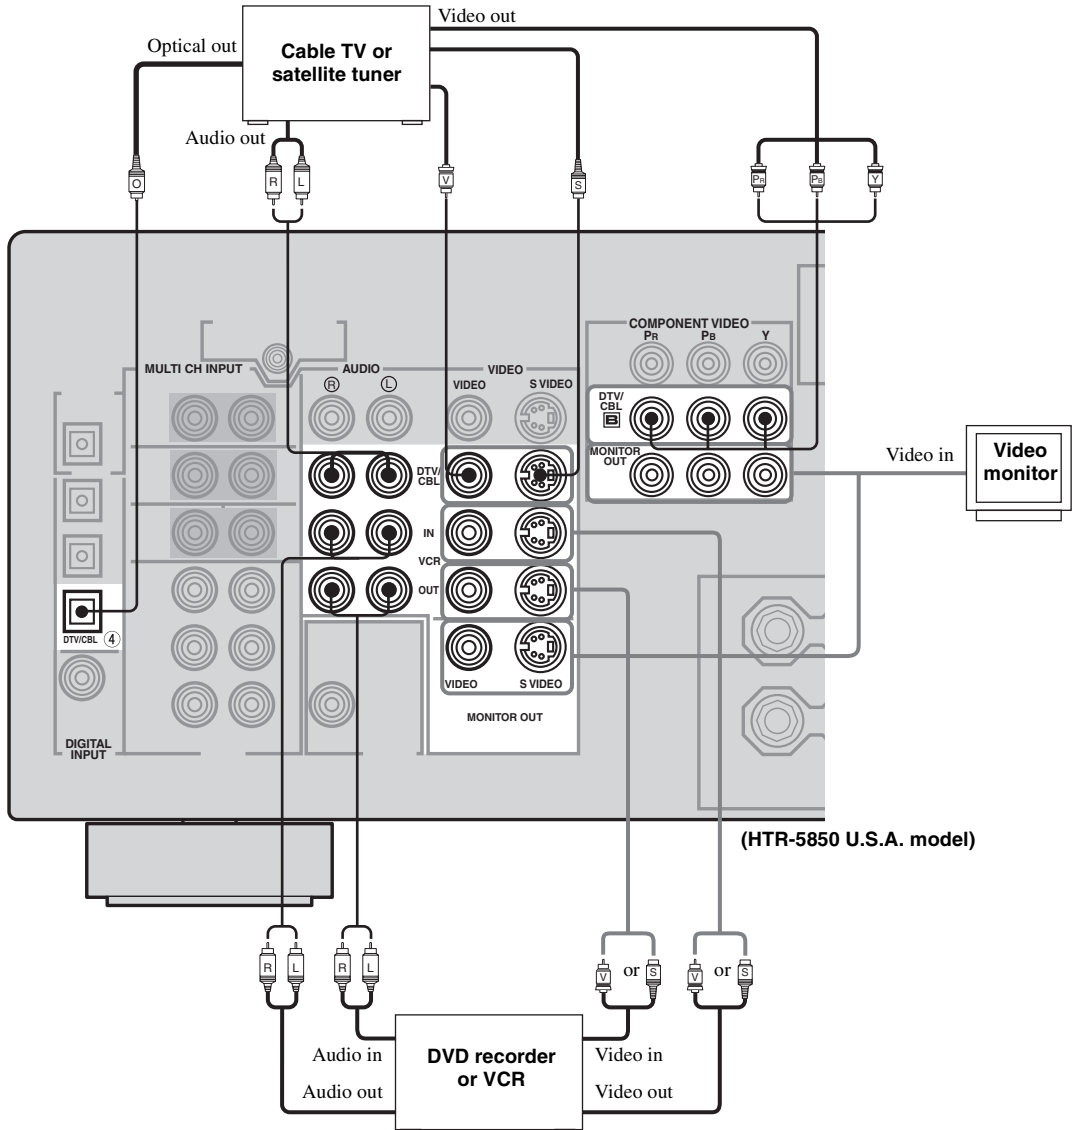 Video out
Optical out
Cable TV or
satellite tuner
Audio out
O
R
L
V
S
PR
PB
Y
COMPONENT VIDEO
PR
PB
Y
MULTI CH INPUT
AUDIO
VIDEO
R
L
VIDEO
S VIDEO
DTV/
CBL
B
DTV/
CBL
MONITOR
OUT
Video in
Video
monitor
IN
VCR
OUT
DTV/CBL
4
VIDEO
S VIDEO
MONITOR OUT
DIGITAL
INPUT
(HTR-5850 U.S.A. model)
R
L
R
L
V
or
S
V
or
S
Audio in
DVD recorder
or VCR
Video in
Audio out
Video out